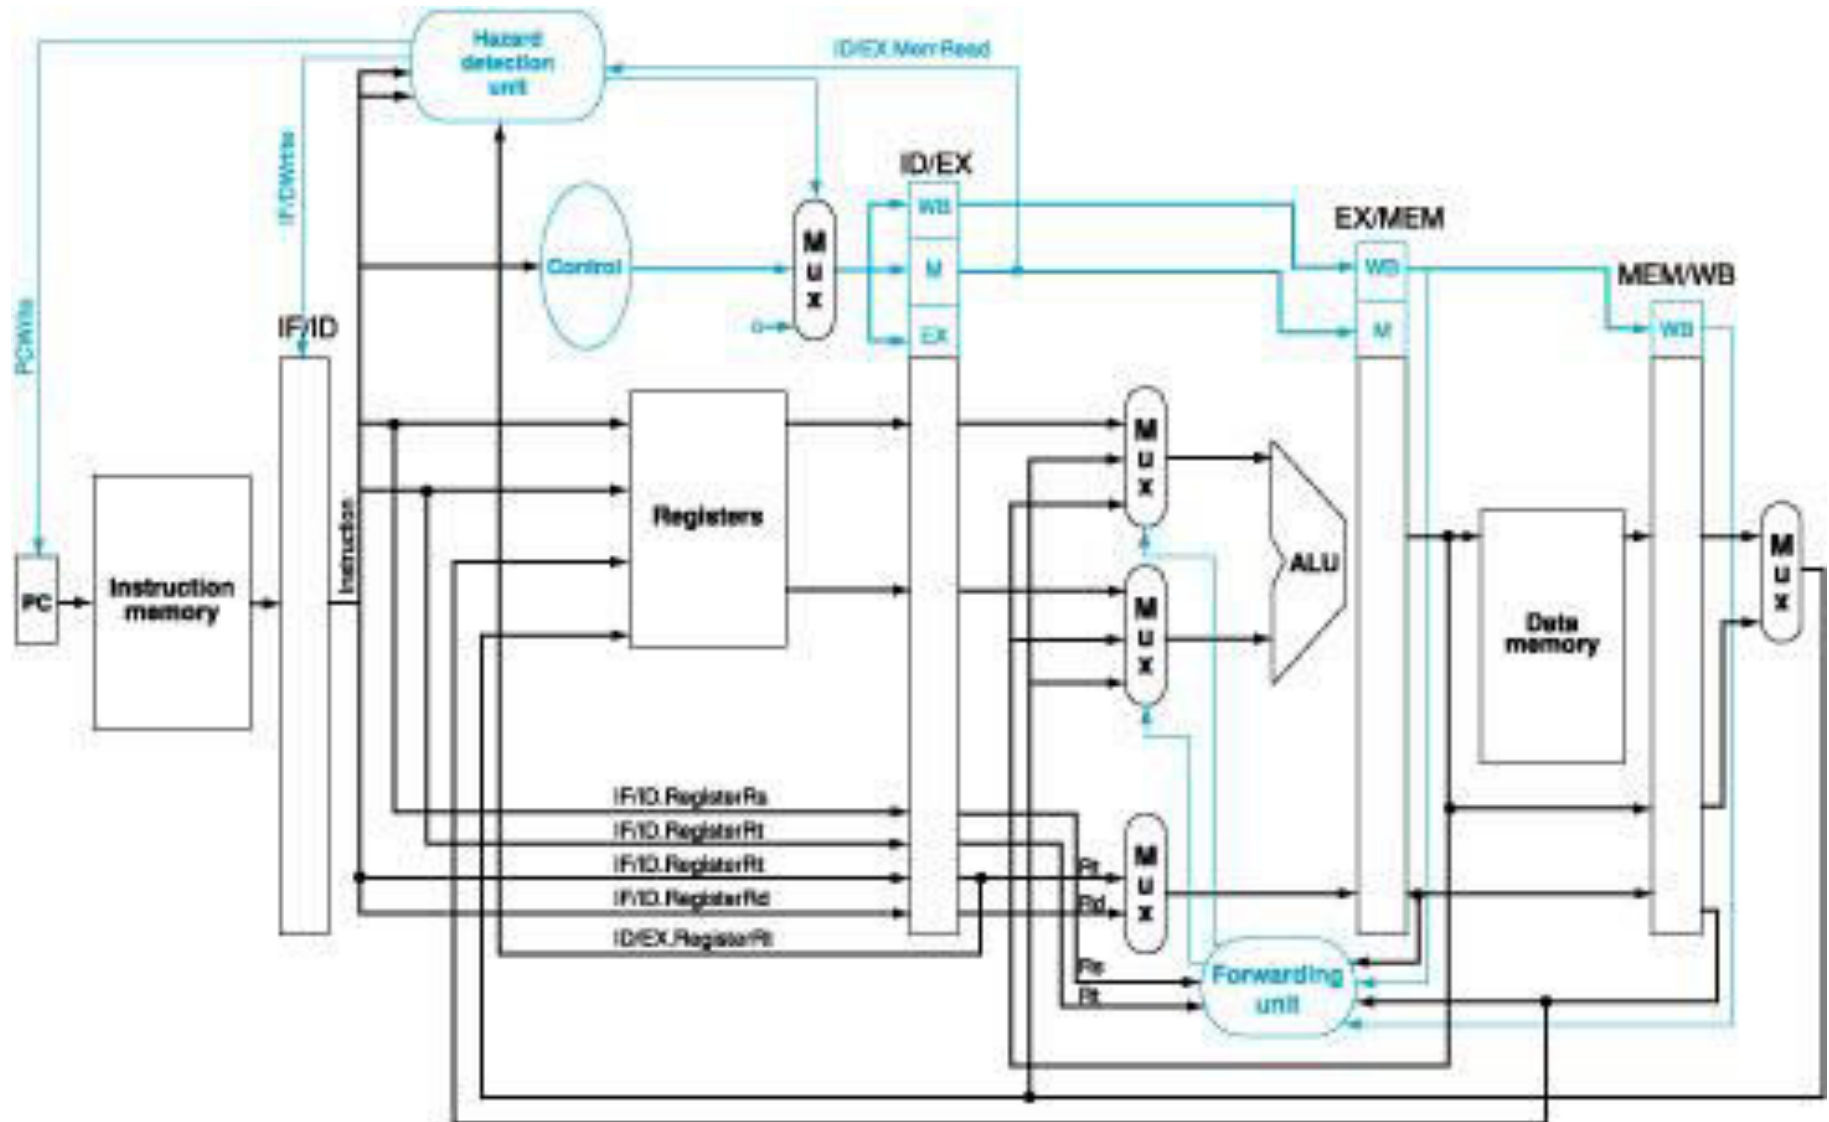 Hazard
detection
unit
ID/EX.MemRead
IF/IDWrite
PCWrite
ID/EX
WB
M
EX
Control
M
u
x
0
EX/MEM
WB
M
MEM/WB
WB
IF/ID
PC
Instruction
memory
Instruction
Registers
M
u
x
M
u
x
ALU
Data
memory
M
u
x
IF/ID.RegisterRs
IF/ID.RegisterRt
IF/ID.RegisterRt
IF/ID.RegisterRd
ID/EX.RegisterRt
Rt
Rd
M
u
x
Rs
Rt
Forwarding
unit